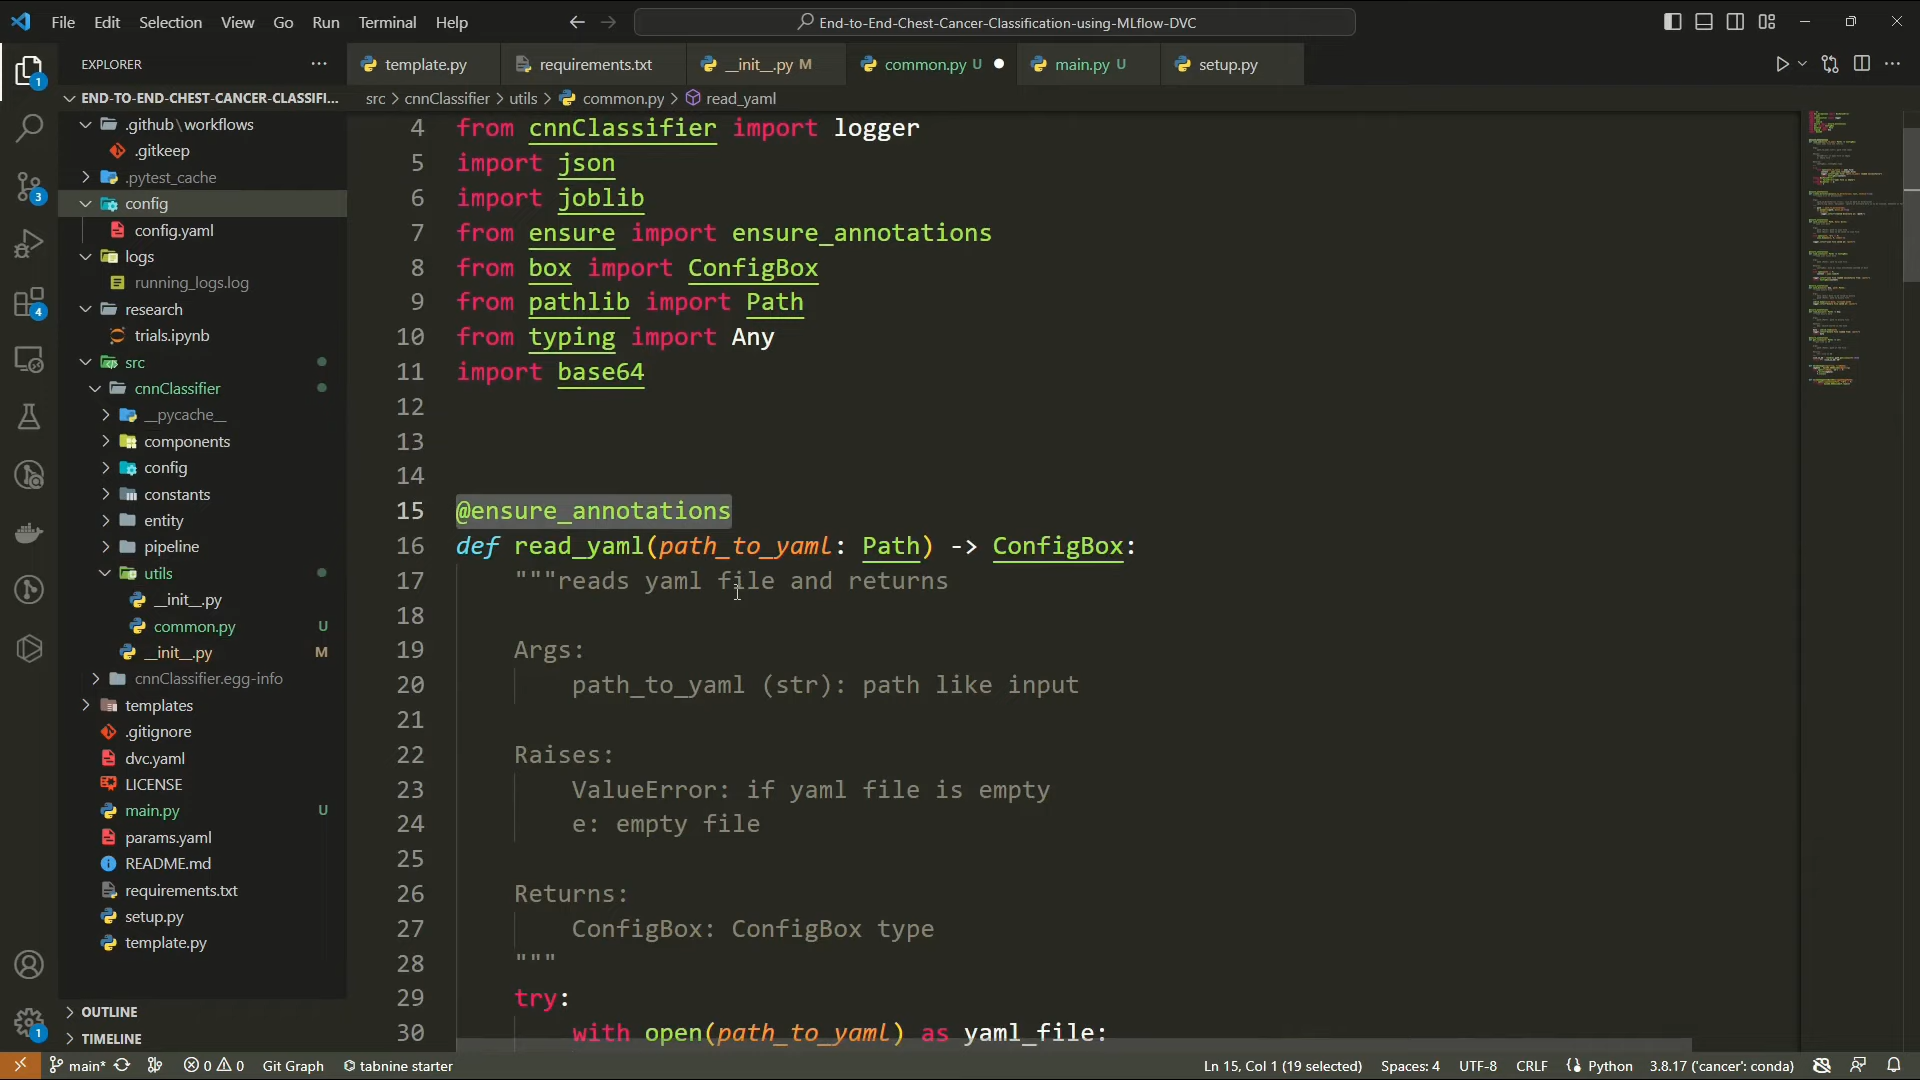 File Edit Selection View Go Run Terminal Help
End-to-End-Chest-Cancer-Classification-using-MLflow-DVC
EXPLORER
template.py
requirements.txt
__init__.py M
common.py U
main.py U
setup.py
END-TO-END-CHEST-CANCER-CLASSIFI...
src > cnnClassifier > utils > common.py > read_yaml
.github\workflows
.gitkeep
.pytest_cache
config
config.yaml
logs
running_logs.log
research
trials.ipynb
src
cnnClassifier
__pycache__
components
config
constants
entity
pipeline
utils
__init__.py
common.py U
__init__.py M
cnnClassifier.egg-info
templates
.gitignore
dvc.yaml
LICENSE
main.py U
params.yaml
README.md
requirements.txt
setup.py
template.py
OUTLINE
TIMELINE
1
3
4
1
4 from cnnClassifier import logger
5 import json
6 import joblib
7 from ensure import ensure_annotations
8 from box import ConfigBox
9 from pathlib import Path
10 from typing import Any
11 import base64
12
13
14
15 @ensure_annotations
16 def read_yaml(path_to_yaml: Path) -> ConfigBox:
17 """reads yaml file and returns
18
19 Args:
20 path_to_yaml (str): path like input
21
22 Raises:
23 ValueError: if yaml file is empty
24 e: empty file
25
26 Returns:
27 ConfigBox: ConfigBox type
28 """
29 try:
30 with open(path_to_yaml) as yaml_file:
main* 0 0 Git Graph tabnine starter Ln 15, Col 1 (19 selected) Spaces: 4 UTF-8 CRLF Python 3.8.17 ('cancer': conda)